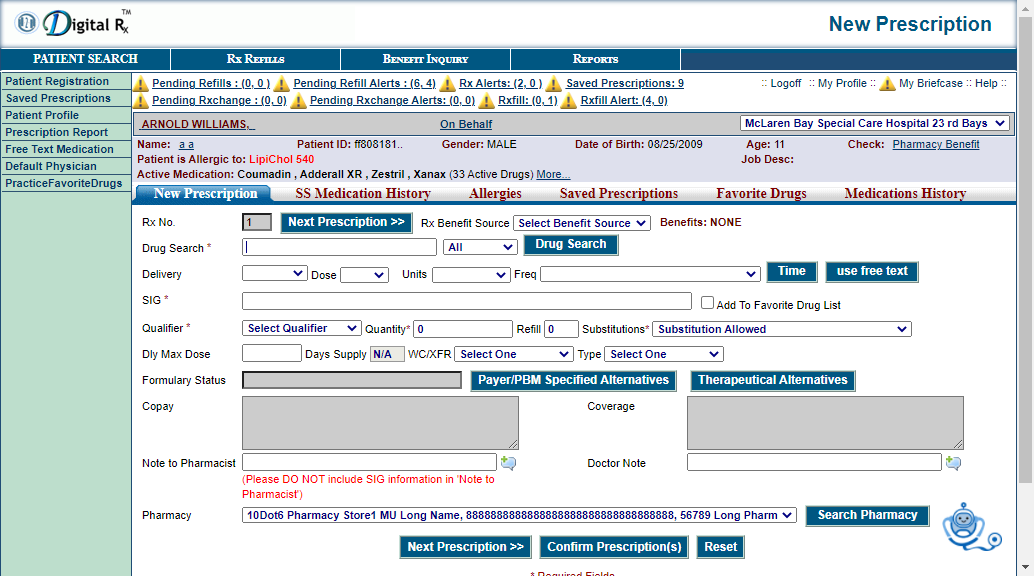 Digital Rx TM
New Prescription
PATIENT SEARCH RX REFILLS BENEFIT INQUIRY REPORTS
Patient Registration
Saved Prescriptions
Patient Profile
Prescription Report
Free Text Medication
Default Physician
PracticeFavoriteDrugs
Pending Refills : (0, 0 ) Pending Refill Alerts : (6, 4) Rx Alerts: (2, 0 ) Saved Prescriptions: 9 :: Logoff :: My Profile :: My Briefcase :: Help ::
Pending Rxchange : (0, 0) Pending Rxchange Alerts: (0, 0) Rxfill: (0, 1) Rxfill Alert: (4, 0)
ARNOLD WILLIAMS, On Behalf McLaren Bay Special Care Hospital 23 rd Bays
Name: a a Patient ID: ff808181.. Gender: MALE Date of Birth: 08/25/2009 Age: 11 Check: Pharmacy Benefit
Patient is Allergic to: LipiChol 540 Job Desc:
Active Medication: Coumadin , Adderall XR , Zestril , Xanax (33 Active Drugs) More...
New Prescription SS Medication History Allergies Saved Prescriptions Favorite Drugs Medications History
Rx No. 1 Next Prescription >> Rx Benefit Source Select Benefit Source Benefits: NONE
Drug Search * All Drug Search
Delivery Dose Units Freq Time use free text
SIG * Add To Favorite Drug List
Qualifier * Select Qualifier Quantity* 0 Refill 0 Substitutions* Substitution Allowed
Dly Max Dose Days Supply N/A WC/XFR Select One Type Select One
Formulary Status Payer/PBM Specified Alternatives Therapeutical Alternatives
Copay Coverage
Note to Pharmacist Doctor Note
(Please DO NOT include SIG information in 'Note to
Pharmacist')
Pharmacy 10Dot6 Pharmacy Store1 MU Long Name, 88888888888888888888888888888888888, 56789 Long Pharm Search Pharmacy
Next Prescription >> Confirm Prescription(s) Reset
* Required Fields